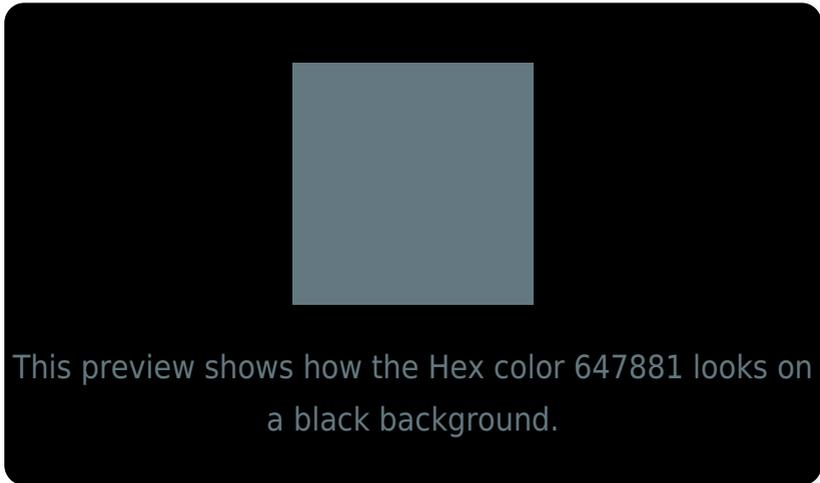 This preview shows how the Hex color 647881 looks on
a black background.